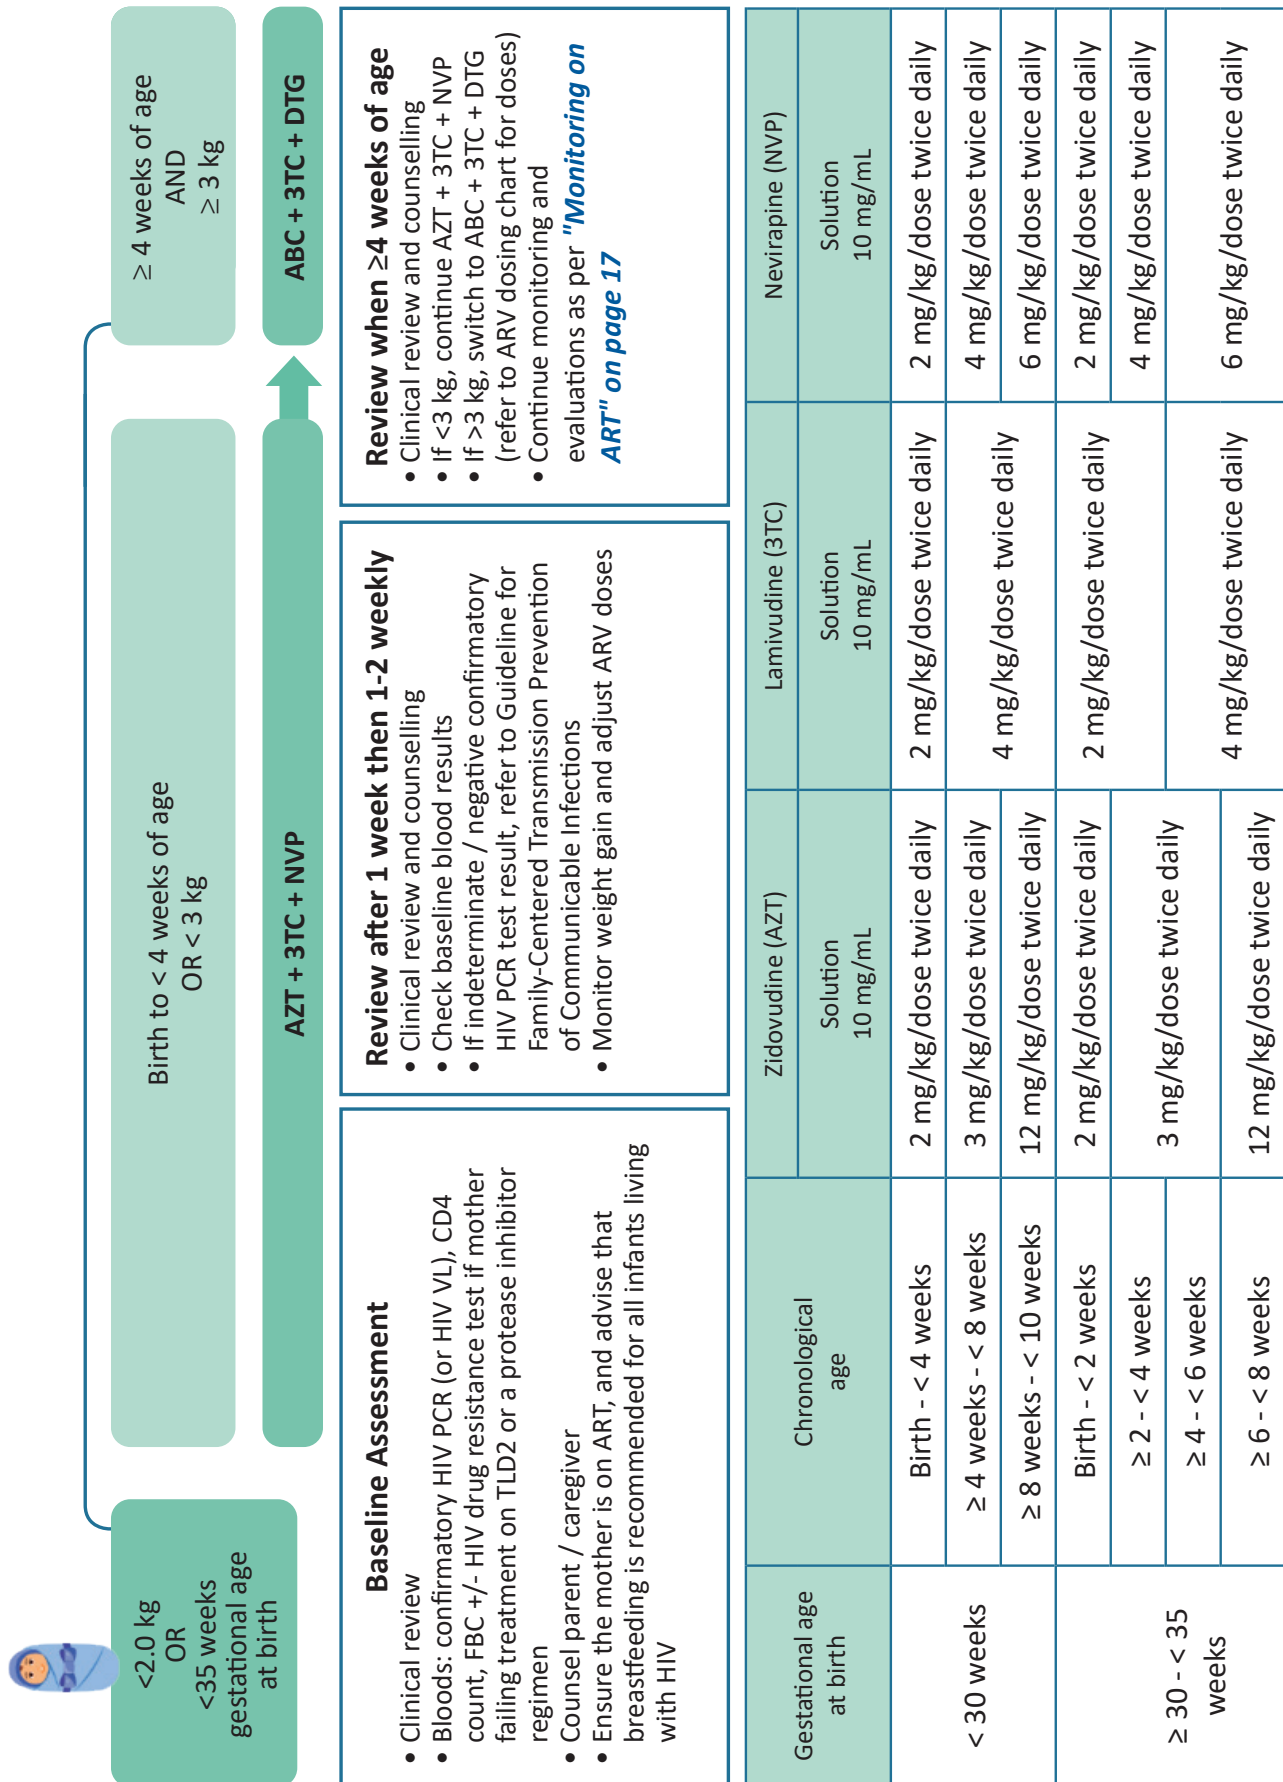 <2.0 kg
OR
<35 weeks
gestational age
at birth
Birth to < 4 weeks of age
OR < 3 kg
≥ 4 weeks of age
AND
≥ 3 kg
AZT + 3TC + NVP
ABC + 3TC + DTG
Baseline Assessment
• Clinical review
• Bloods: confirmatory HIV PCR (or HIV VL), CD4
count, FBC +/- HIV drug resistance test if mother
failing treatment on TLD2 or a protease inhibitor
regimen
• Counsel parent / caregiver
• Ensure the mother is on ART, and advise that
breastfeeding is recommended for all infants living
with HIV
Review after 1 week then 1-2 weekly
• Clinical review and counselling
• Check baseline blood results
• If indeterminate / negative confirmatory
HIV PCR test result, refer to Guideline for
Family-Centered Transmission Prevention
of Communicable Infections
• Monitor weight gain and adjust ARV doses
Review when ≥4 weeks of age
• Clinical review and counselling
• If <3 kg, continue AZT + 3TC + NVP
• If >3 kg, switch to ABC + 3TC + DTG
(refer to ARV dosing chart for doses)
• Continue monitoring and
evaluations as per "Monitoring on
ART" on page 17
Gestational age
at birth
Chronological
age
Zidovudine (AZT)
Lamivudine (3TC)
Nevirapine (NVP)
Solution
10 mg/mL
Solution
10 mg/mL
Solution
10 mg/mL
< 30 weeks
Birth - < 4 weeks
2 mg/kg/dose twice daily
2 mg/kg/dose twice daily
2 mg/kg/dose twice daily
≥ 4 weeks - < 8 weeks
3 mg/kg/dose twice daily
4 mg/kg/dose twice daily
4 mg/kg/dose twice daily
≥ 8 weeks - < 10 weeks
12 mg/kg/dose twice daily
6 mg/kg/dose twice daily
≥ 30 - < 35
weeks
Birth - < 2 weeks
2 mg/kg/dose twice daily
2 mg/kg/dose twice daily
2 mg/kg/dose twice daily
≥ 2 - < 4 weeks
3 mg/kg/dose twice daily
4 mg/kg/dose twice daily
≥ 4 - < 6 weeks
4 mg/kg/dose twice daily
6 mg/kg/dose twice daily
≥ 6 - < 8 weeks
12 mg/kg/dose twice daily